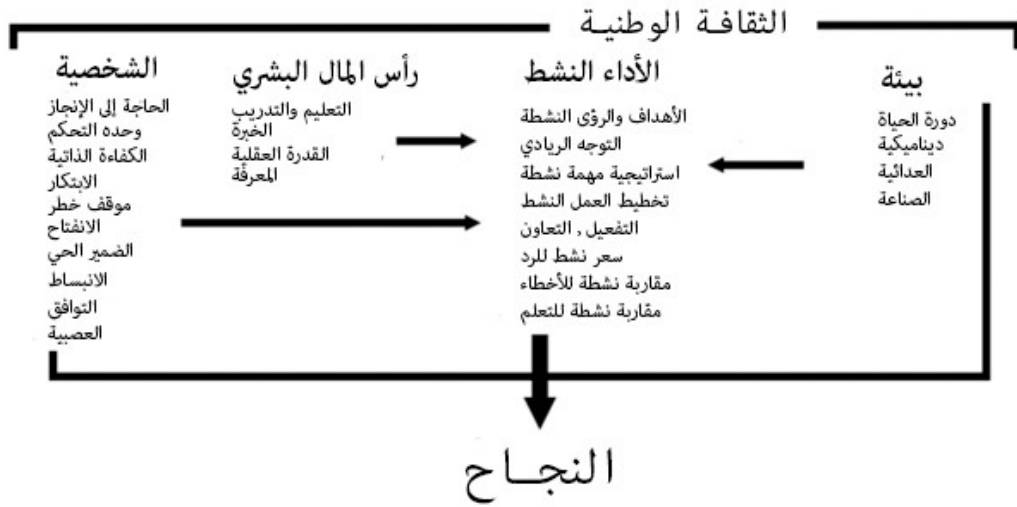 الثقافة الوطنية
بيئة
دورة الحياة
ديناميكية
العدائية
الصناعة
الأداء النشط
الأهداف والرؤى النشطة
التوجه الريادي
استراتيجية مهمة نشطة
تخطيط العمل النشط
التفعيل , التعاون
سعر نشط للرد
مقاربة نشطة للأخطاء
مقاربة نشطة للتعلم
رأس المال البشري
التعليم والتدريب
الخبرة
القدرة العقلية
المعرفة
الشخصية
الحاجة إلى الإنجاز
وحده التحكم
الكفاءة الذاتية
الابتكار
موقف خطر
الانفتاح
الضمير الحي
الانبساط
التوافق
العصبية
النجاح